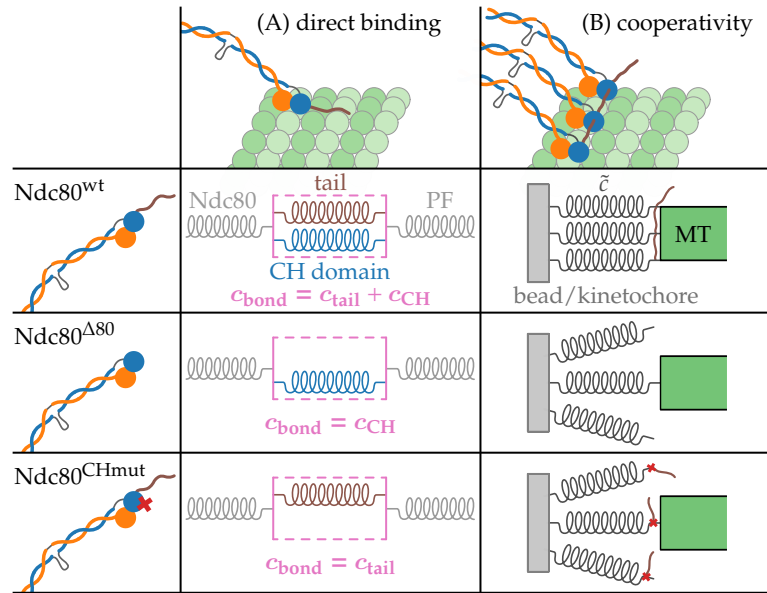 (A) direct binding
(B) cooperativity
Ndc80^wt
Ndc80
tail
PF
CH domain
c_bond = c_tail + c_CH
c̃
MT
bead/kinetochore
Ndc80^Δ80
c_bond = c_CH
Ndc80^CHmut
c_bond = c_tail